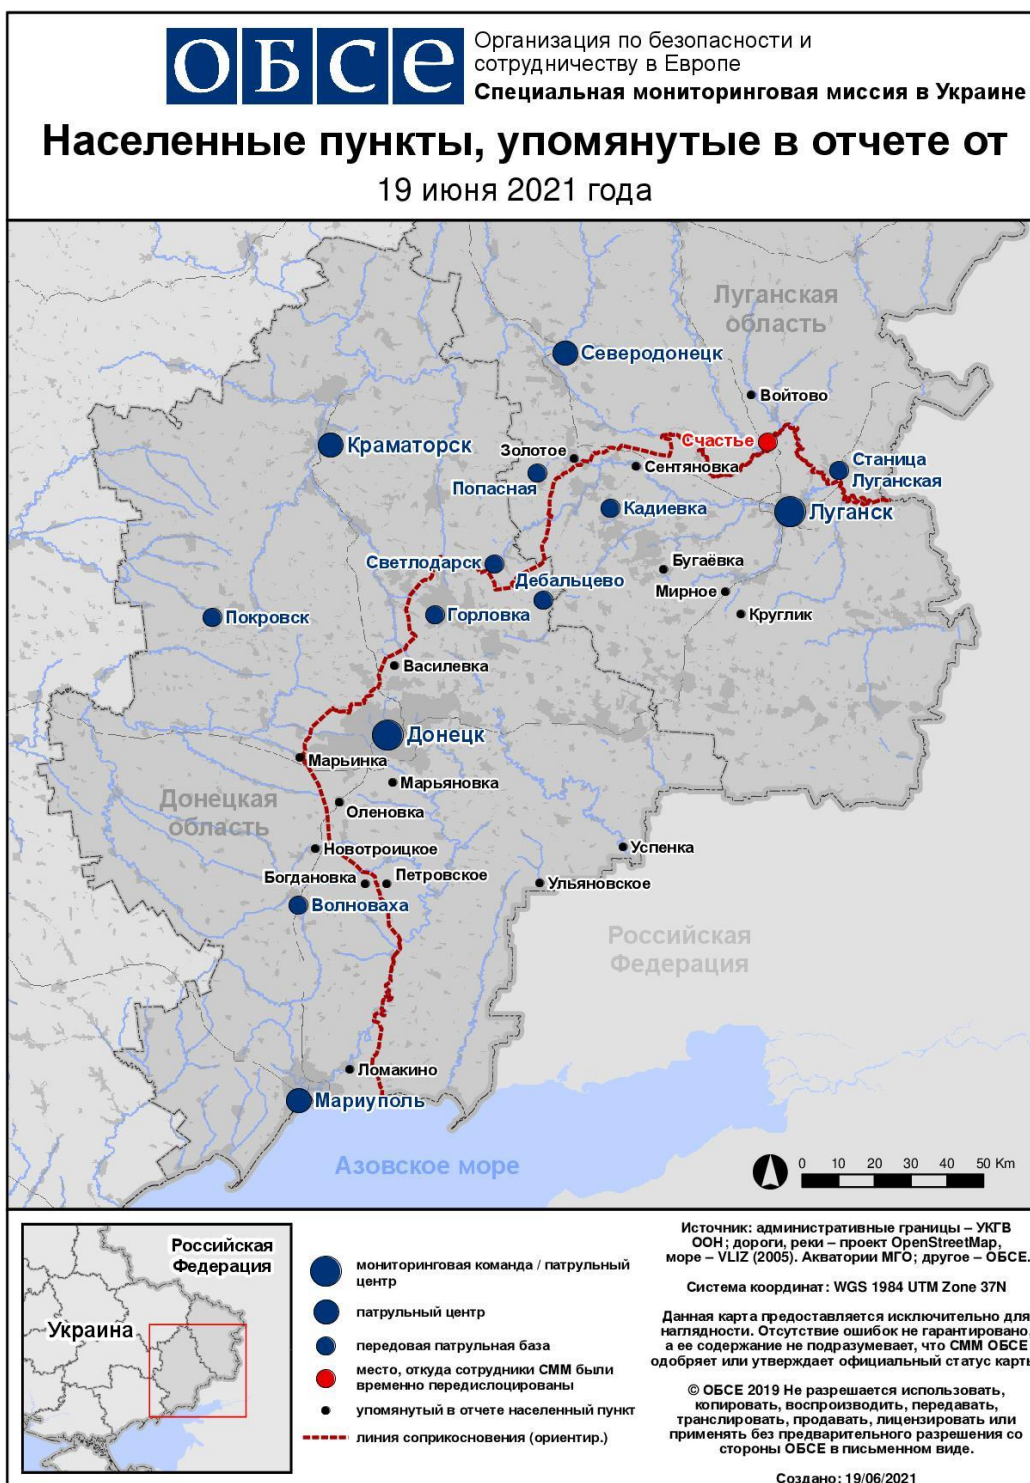 ОБСЕ
Организация по безопасности и
сотрудничеству в Европе
Специальная мониторинговая миссия в Украине
Населенные пункты, упомянутые в отчете от
19 июня 2021 года
Луганская
область
Северодонецк
Войтово
Счастье
Краматорск
Золотое
Сентяновка
Станица
Луганская
Попасная
Кадиевка
Луганск
Светлодарск
Дебальцево
Бугаёвка
Мирное
Покровск
Горловка
Круглик
Василевка
Донецк
Марьинка
Марьяновка
Донецкая
область
Оленовка
Новотроицкое
Успенка
Богдановка
Петровское
Ульяновское
Волноваха
Российская
Федерация
Ломакино
Мариуполь
Азовское море
0 10 20 30 40 50 Km
Российская
Федерация
Украина
мониторинговая команда / патрульный
центр
патрульный центр
передовая патрульная база
место, откуда сотрудники СММ были
временно передислоцированы
упомянутый в отчете населенный пункт
линия соприкосновения (ориентир.)
Источник: административные границы – УКГВ
ООН; дороги, реки – проект OpenStreetMap,
море – VLIZ (2005). Акватории МГО; другое – ОБСЕ.
Система координат: WGS 1984 UTM Zone 37N
Данная карта предоставляется исключительно для
наглядности. Отсутствие ошибок не гарантировано,
а ее содержание не подразумевает, что СММ ОБСЕ
одобряет или утверждает официальный статус карты
© ОБСЕ 2019 Не разрешается использовать,
копировать, воспроизводить, передавать,
транслировать, продавать, лицензировать или
применять без предварительного разрешения со
стороны ОБСЕ в письменном виде.
Создано: 19/06/2021